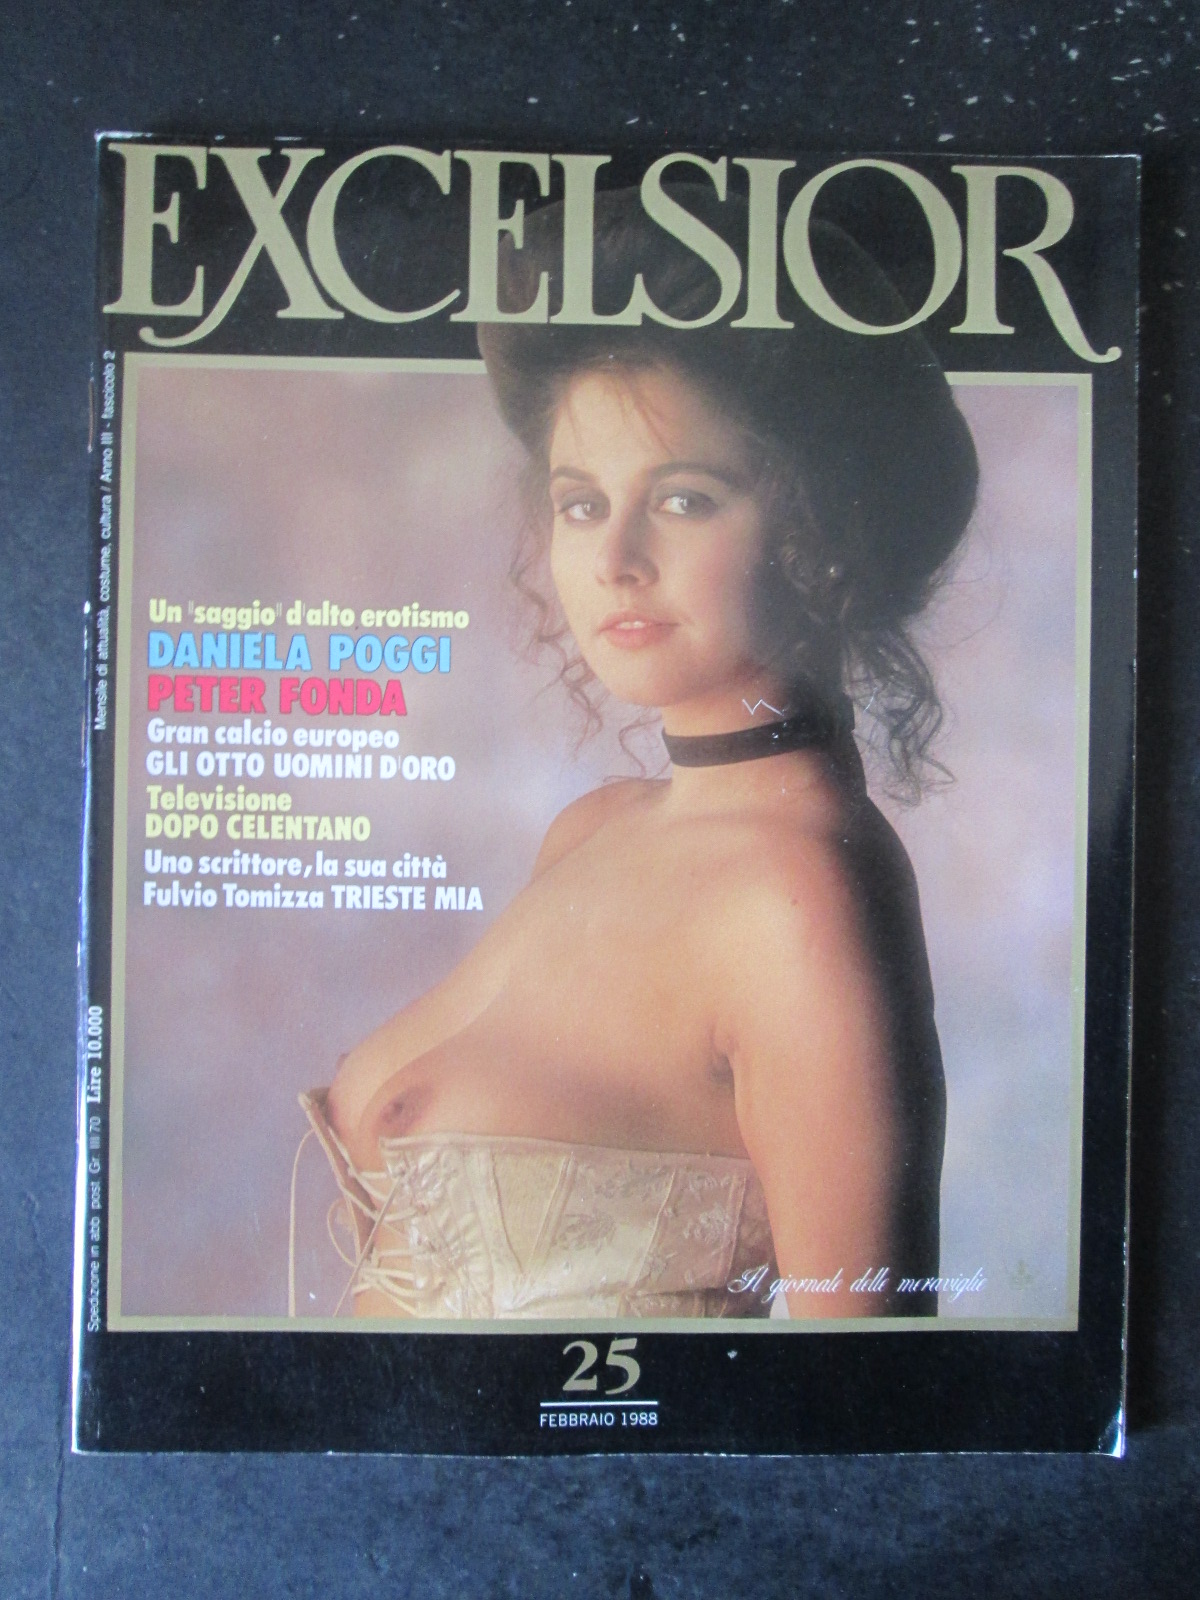 EXCELSIOR
Mensile di attualità, costume, cultura / Anno III - fascicolo 2
Un "saggio" d'alto erotismo
DANIELA POGGI
PETER FONDA
Gran calcio europeo
GLI OTTO UOMINI D'ORO
Televisione
DOPO CELENTANO
Uno scrittore, la sua città
Fulvio Tomizza TRIESTE MIA
Spedizione in abb post Gr. III 70 Lire 10.000
Il giornale delle meraviglie
25
FEBBRAIO 1988